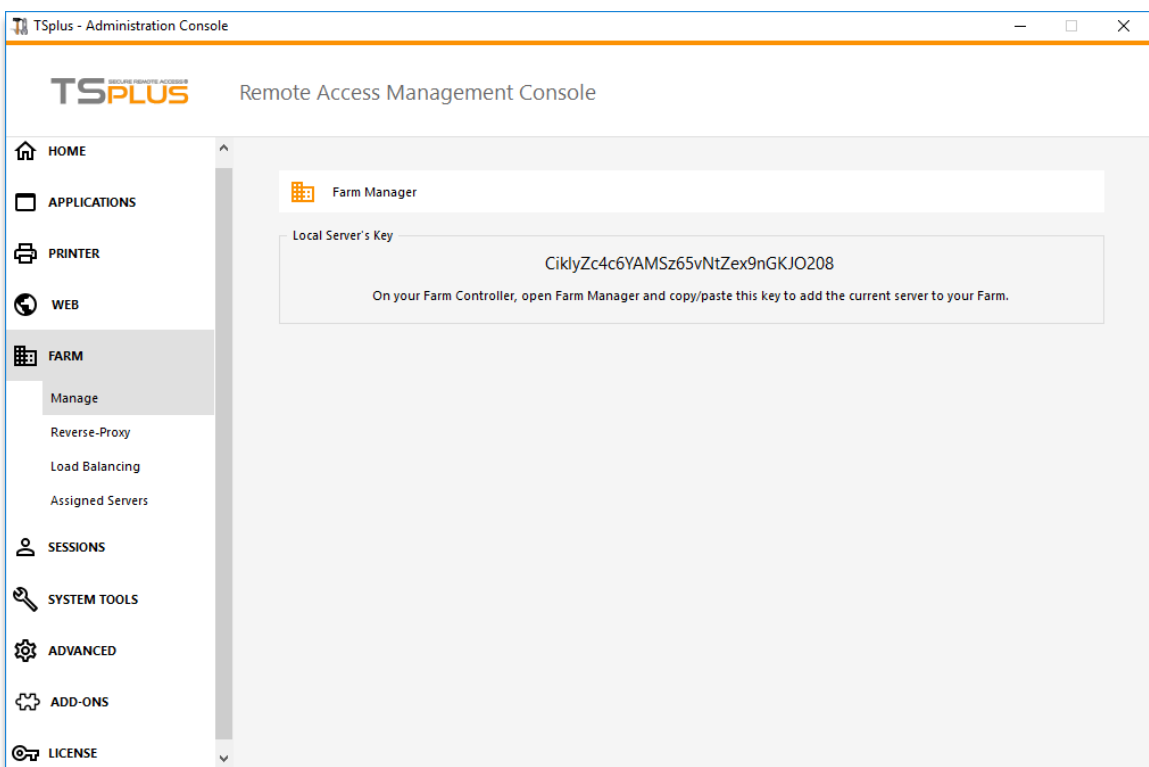 TSplus - Administration Console
SECURE REMOTE ACCESS
TSPLUS
Remote Access Management Console
HOME
APPLICATIONS
PRINTER
WEB
FARM
Manage
Reverse-Proxy
Load Balancing
Assigned Servers
SESSIONS
SYSTEM TOOLS
ADVANCED
ADD-ONS
LICENSE
Farm Manager
Local Server's Key
CiklyZc4c6YAMSz65vNtZex9nGKJO208
On your Farm Controller, open Farm Manager and copy/paste this key to add the current server to your Farm.